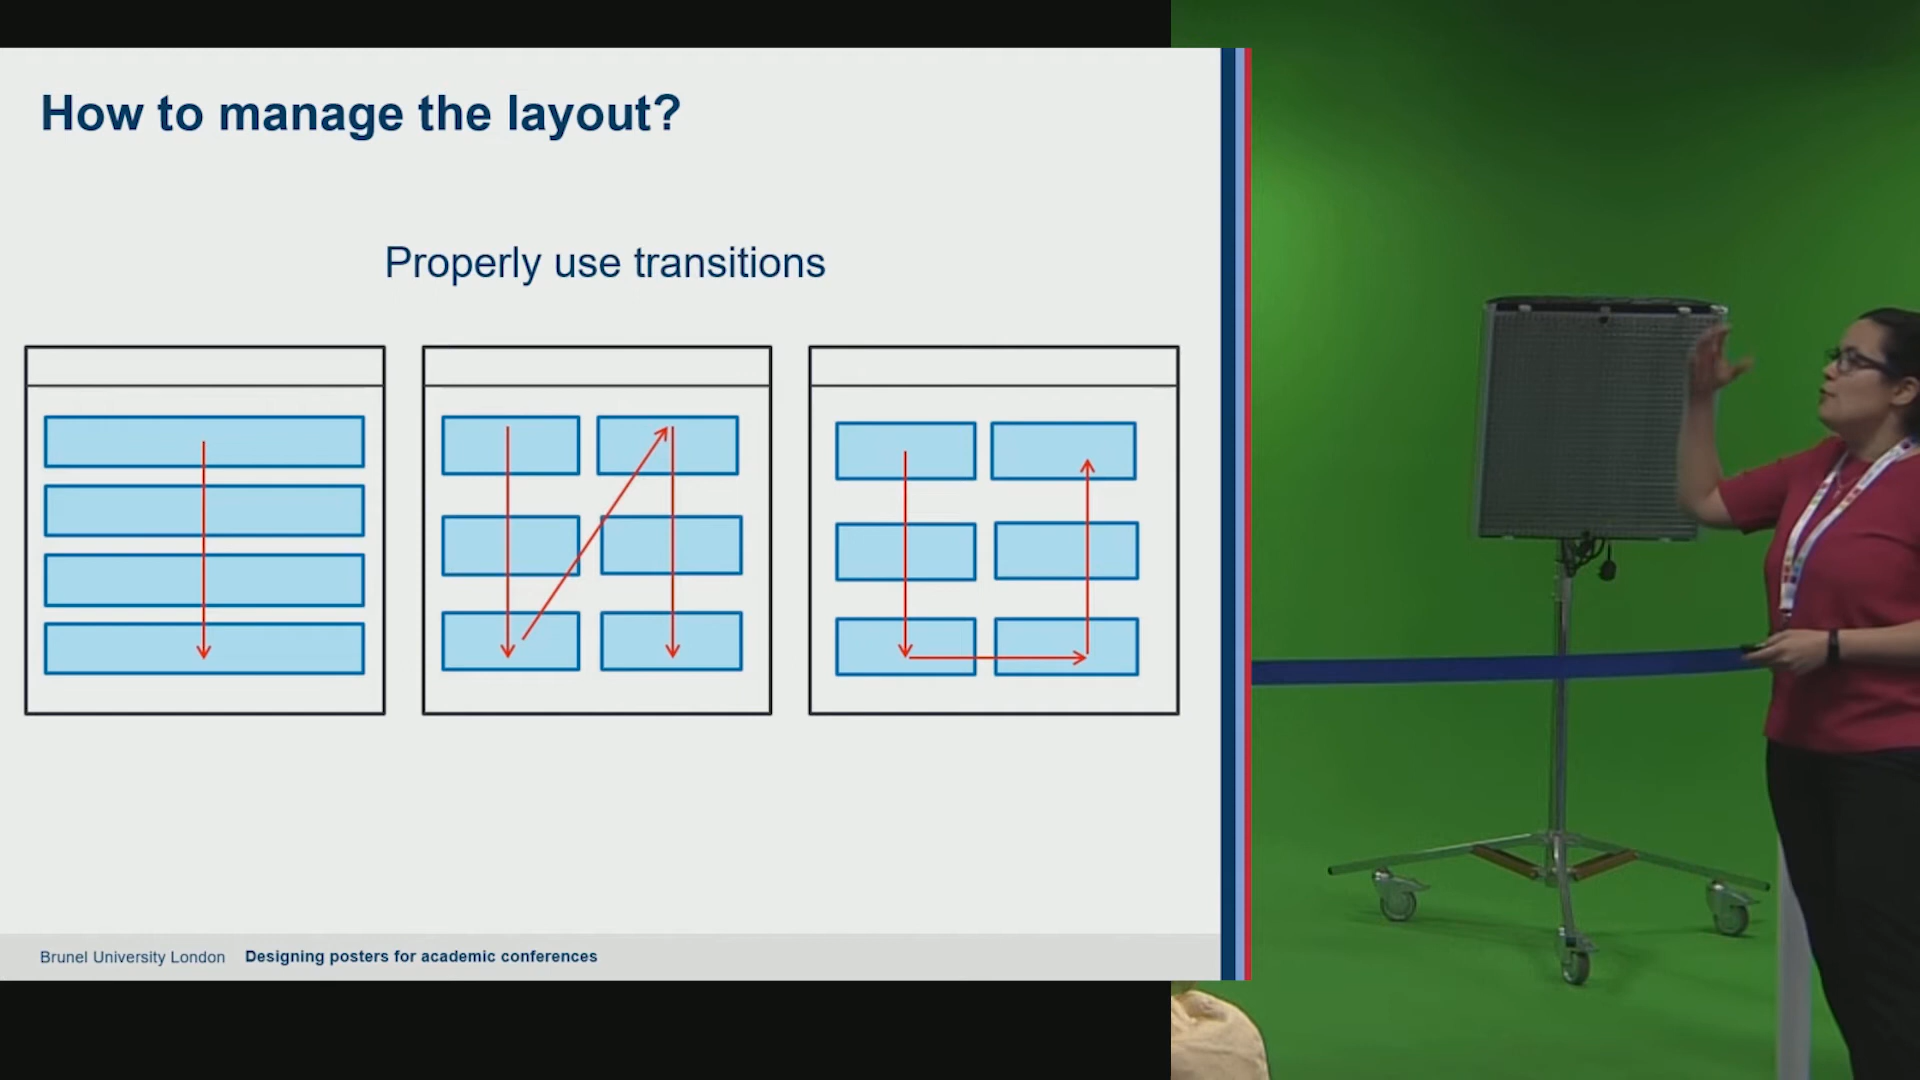 How to manage the layout?
Properly use transitions
Brunel University London Designing posters for academic conferences